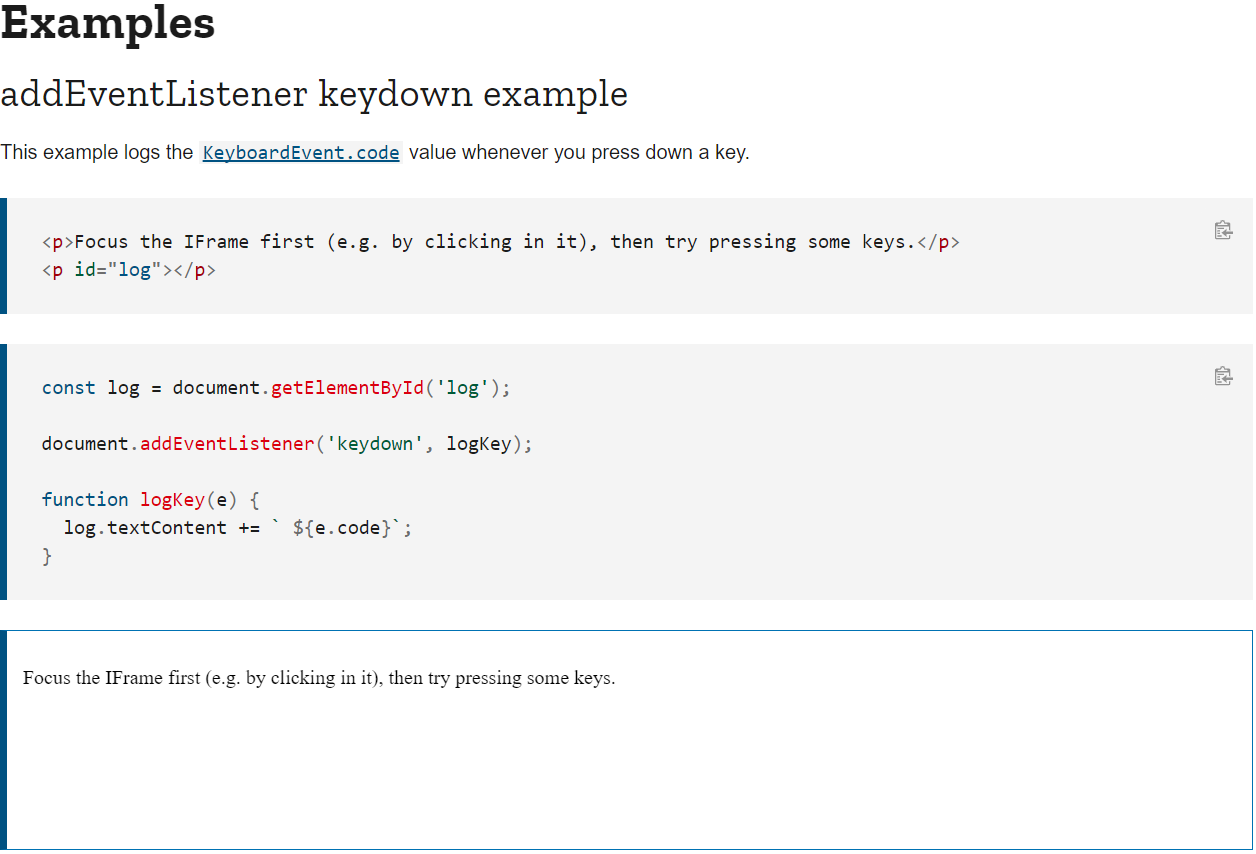 Examples
addEventListener keydown example
This example logs the KeyboardEvent.code value whenever you press down a key.
<p>Focus the IFrame first (e.g. by clicking in it), then try pressing some keys.</p>
<p id="log"></p>
const log = document.getElementById('log');
document.addEventListener('keydown', logKey);
function logKey(e) {
  log.textContent += ` ${e.code}`;
}
Focus the IFrame first (e.g. by clicking in it), then try pressing some keys.